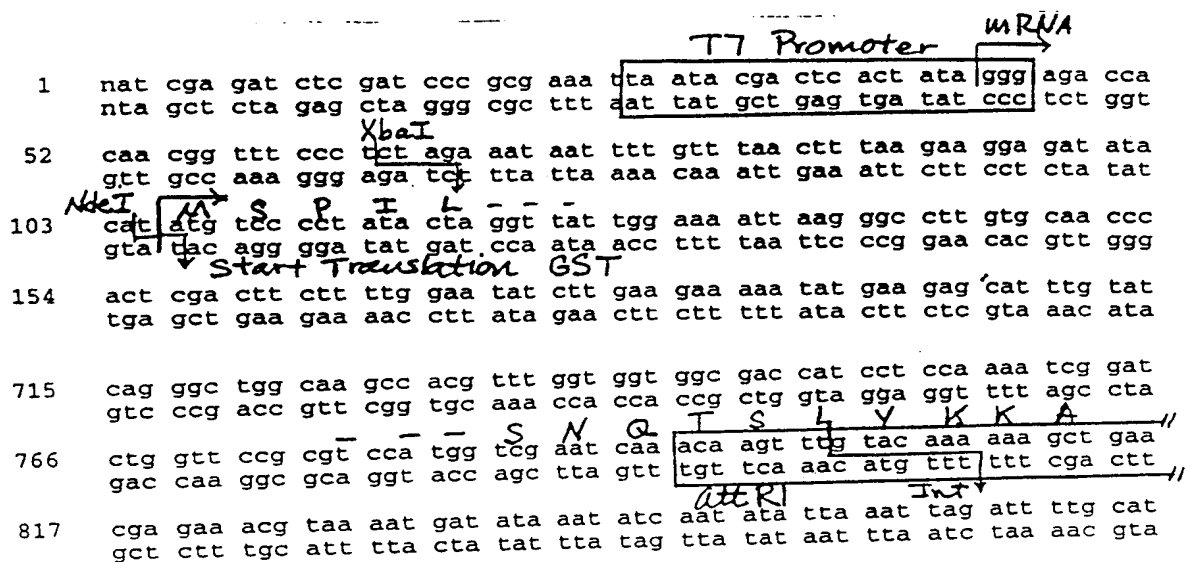 T7 Promoter mRNA
1 nat cga gat ctc gat ccc gcg aaa tta ata cga ctc act ata ggg aga cca
nta gct cta gag cta ggg cgc ttt aat tat gct gag tga tat ccc tct ggt
XbaI
52 caa cgg ttt ccc tct aga aat aat ttt gtt taa ctt taa gaa gga gat ata
gtt gcc aaa ggg aga tct tta tta aaa caa att gaa att ctt cct cta tat
NdeI M S P I L - - -
103 cat atg tcc cct ata cta ggt tat tgg aaa att aag ggc ctt gtg caa ccc
gta tac agg gga tat gat cca ata acc ttt taa ttc ccg gaa cac gtt ggg
Start Translation GST
154 act cga ctt ctt ttg gaa tat ctt gaa gaa aaa tat gaa gag cat ttg tat
tga gct gaa gaa aac ctt ata gaa ctt ctt ttt ata ctt ctc gta aac ata
715 cag ggc tgg caa gcc acg ttt ggt ggt ggc gac cat cct cca aaa tcg gat
gtc ccg acc gtt cgg tgc aaa cca cca ccg ctg gta gga ggt ttt agc cta
- - - S N Q T S L Y K K A
766 ctg gtt ccg cgt cca tgg tcg aat caa aca agt ttg tac aaa aaa gct gaa
gac caa ggc gca ggt acc agc tta gtt tgt tca aac atg ttt ttt cga ctt
attR1 Int
817 cga gaa acg taa aat gat ata aat atc aat ata tta aat tag att ttg cat
gct ctt tgc att tta cta tat tta tag tta tat aat tta atc taa aac gta